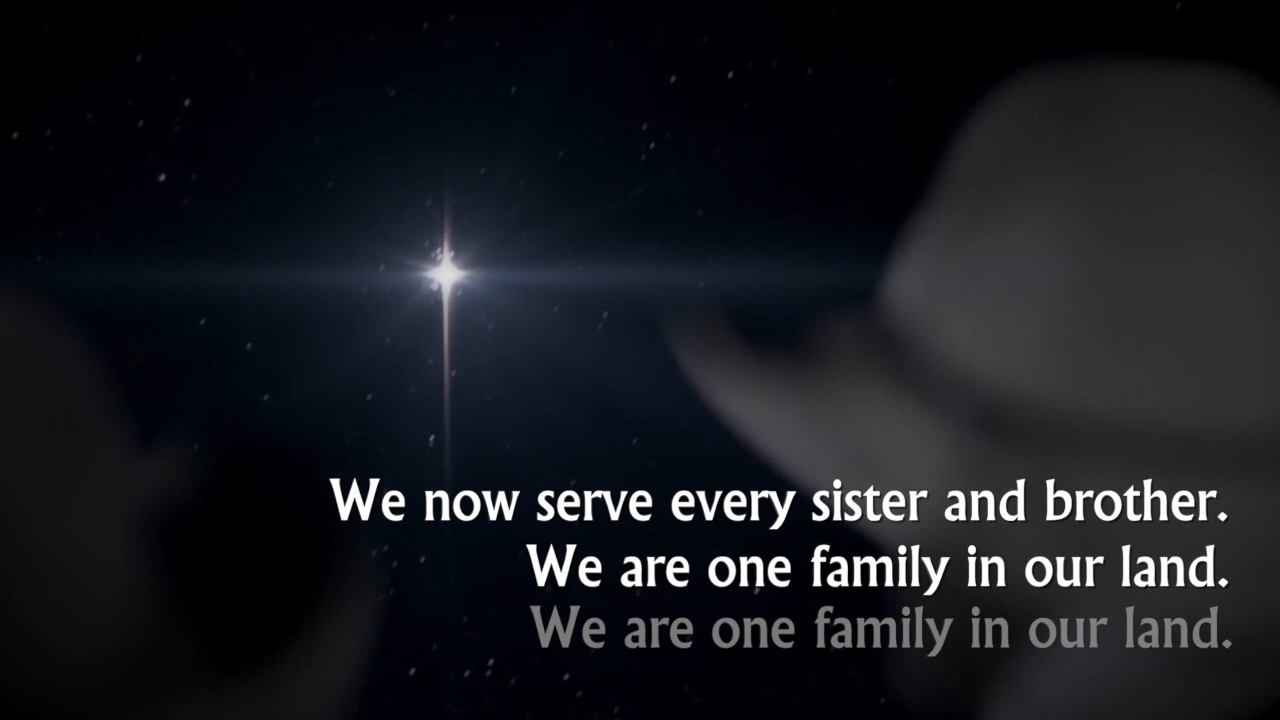 We now serve every sister and brother.
We are one family in our land.
We are one family in our land.